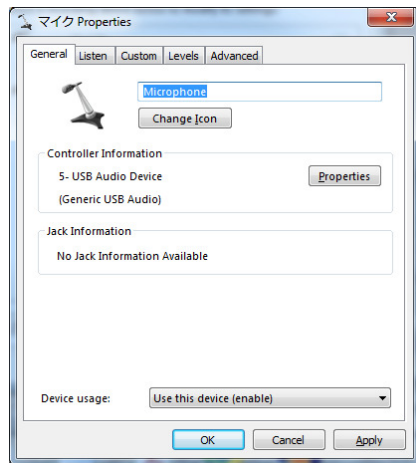 マイク Properties
General Listen Custom Levels Advanced
Microphone
Change Icon
Controller Information
5- USB Audio Device
Properties
(Generic USB Audio)
Jack Information
No Jack Information Available
Device usage: Use this device (enable)
OK Cancel Apply